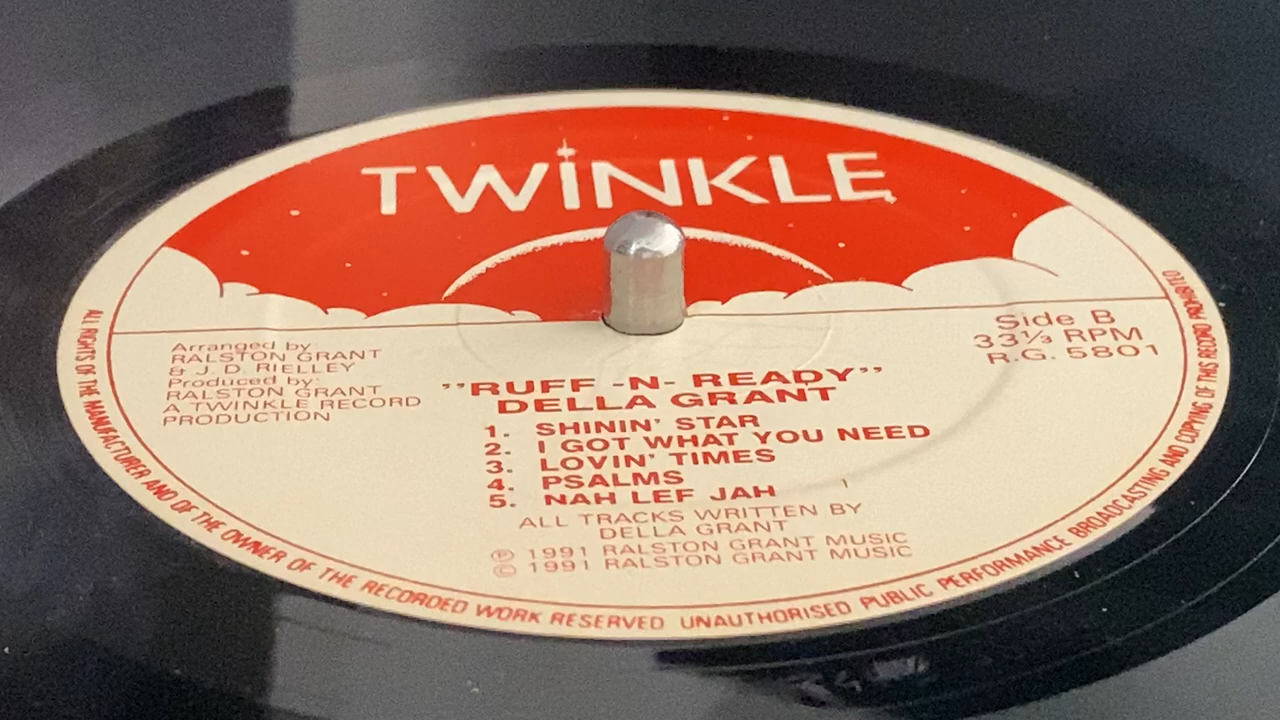 TWiNKLE
Side B
33⅓ RPM
R.G. 5801
Arranged by:
RALSTON GRANT
& J. D. RIELLEY
Produced by:
RALSTON GRANT
A TWINKLE RECORD
PRODUCTION
”RUFF -N- READY”
DELLA GRANT
1. SHININ’ STAR
2. I GOT WHAT YOU NEED
3. LOVIN’ TIMES
4. PSALMS
5. NAH LEF JAH
ALL TRACKS WRITTEN BY
DELLA GRANT
℗ 1991 RALSTON GRANT MUSIC
© 1991 RALSTON GRANT MUSIC
ALL RIGHTS OF THE MANUFACTURER AND OF THE OWNER OF THE RECORDED WORK RESERVED UNAUTHORISED PUBLIC PERFORMANCE BROADCASTING AND COPYING OF THIS RECORD PROHIBITED